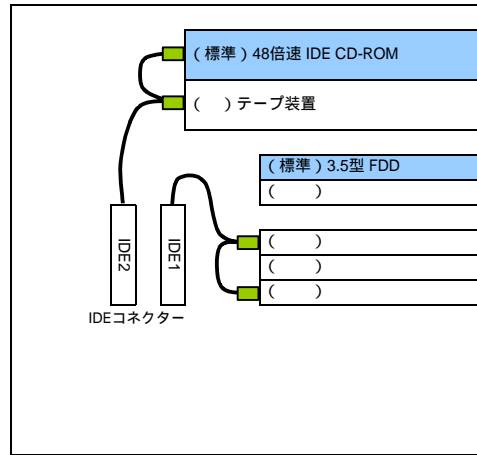 (標準) 48倍速 IDE CD-ROM
(　) テープ装置
(標準) 3.5型 FDD
(　　)
(　　)
(　　)
(　　)
IDE2
IDE1
IDEコネクター